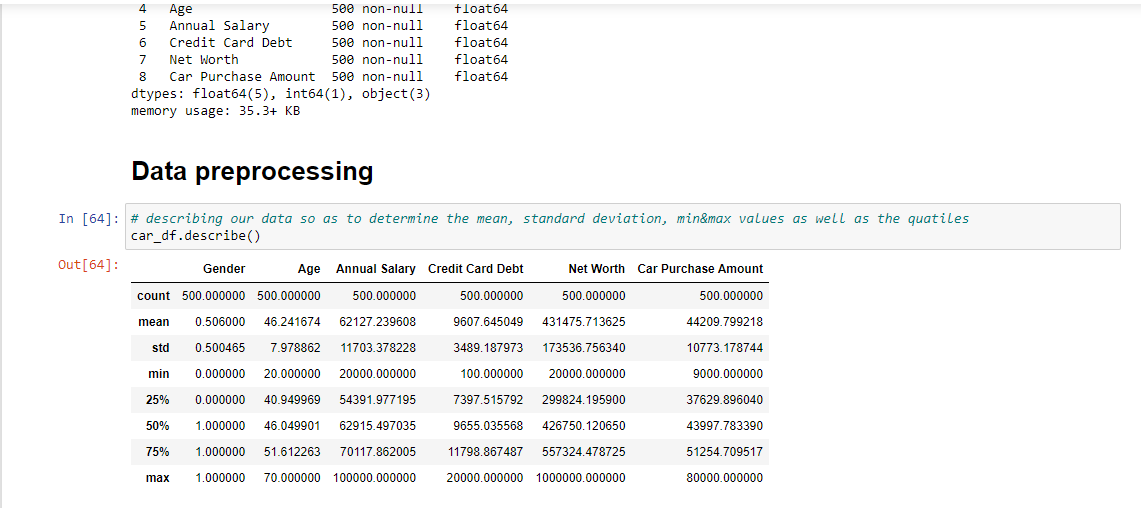 4 Age 500 non-null float64
5 Annual Salary 500 non-null float64
6 Credit Card Debt 500 non-null float64
7 Net Worth 500 non-null float64
8 Car Purchase Amount 500 non-null float64
dtypes: float64(5), int64(1), object(3)
memory usage: 35.3+ KB
Data preprocessing
In [64]: # describing our data so as to determine the mean, standard deviation, min&max values as well as the quatiles
car_df.describe()
Out[64]:
Gender Age Annual Salary Credit Card Debt Net Worth Car Purchase Amount
count 500.000000 500.000000 500.000000 500.000000 500.000000 500.000000
mean 0.506000 46.241674 62127.239608 9607.645049 431475.713625 44209.799218
std 0.500465 7.978862 11703.378228 3489.187973 173536.756340 10773.178744
min 0.000000 20.000000 20000.000000 100.000000 20000.000000 9000.000000
25% 0.000000 40.949969 54391.977195 7397.515792 299824.195900 37629.896040
50% 1.000000 46.049901 62915.497035 9655.035568 426750.120650 43997.783390
75% 1.000000 51.612263 70117.862005 11798.867487 557324.478725 51254.709517
max 1.000000 70.000000 100000.000000 20000.000000 1000000.000000 80000.000000